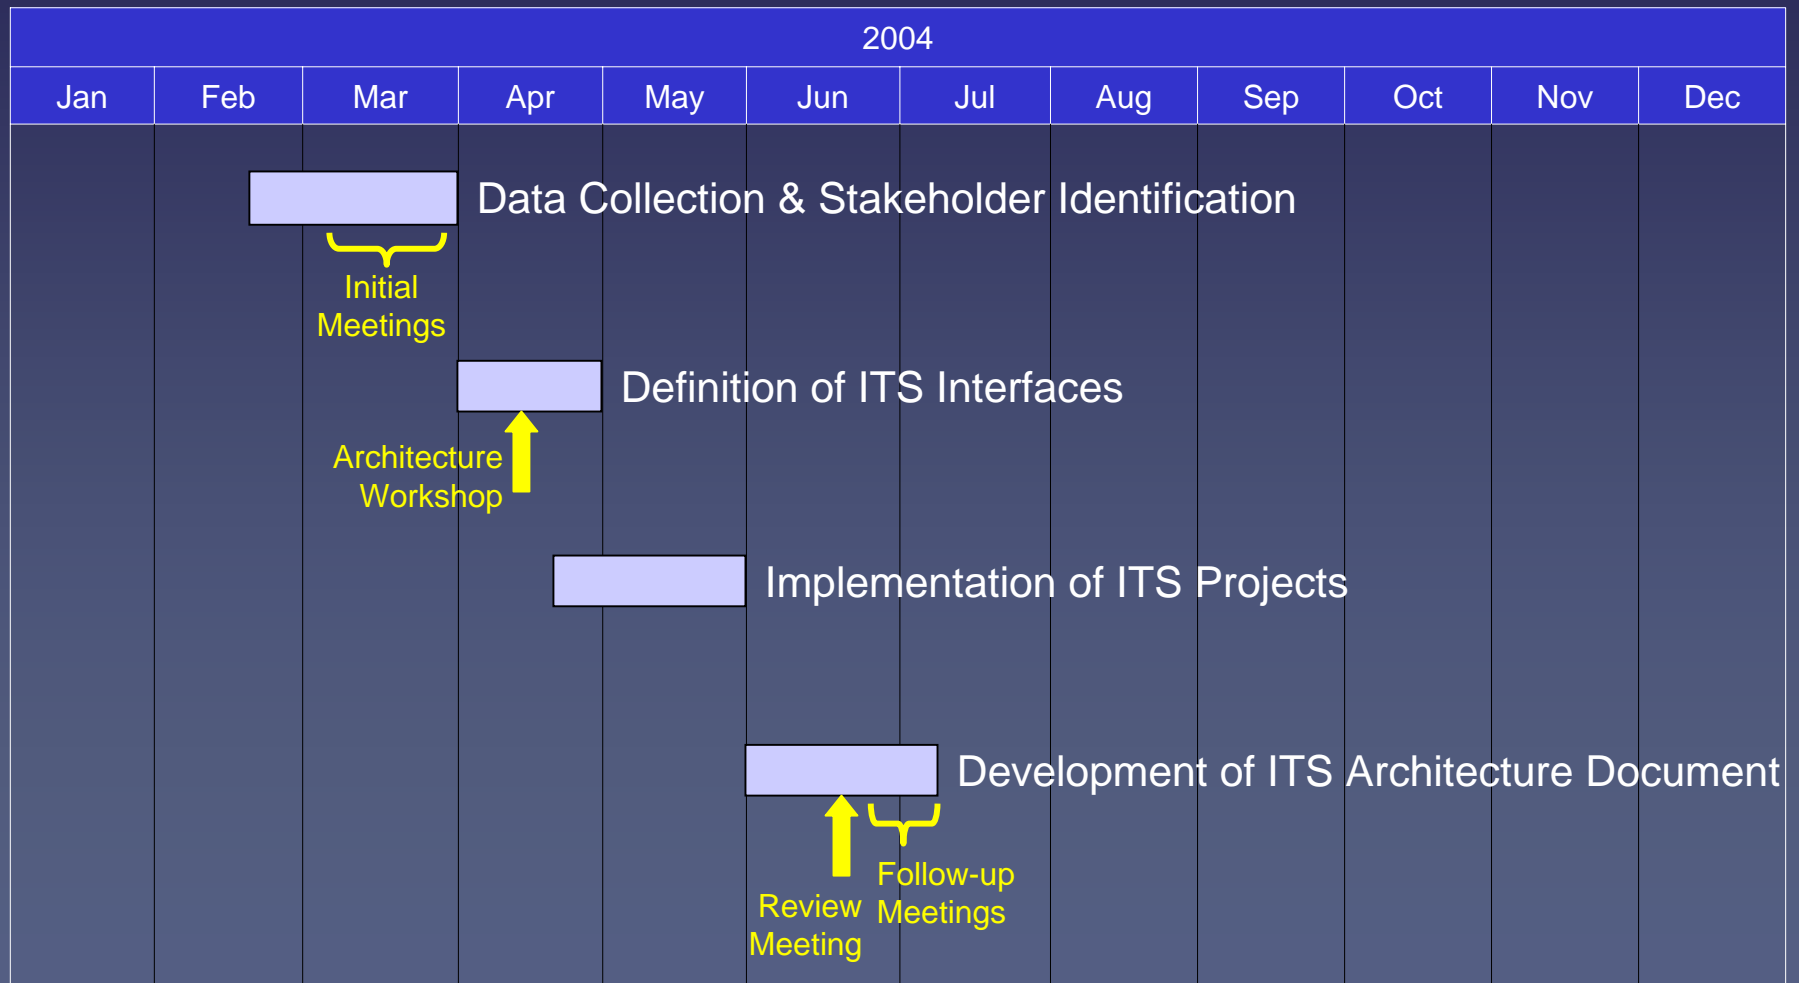 2004
Jan Feb Mar Apr May Jun Jul Aug Sep Oct Nov Dec
Data Collection & Stakeholder Identification
Initial
Meetings
Definition of ITS Interfaces
Architecture
Workshop
Implementation of ITS Projects
Development of ITS Architecture Document
Review
Meeting
Follow-up
Meetings